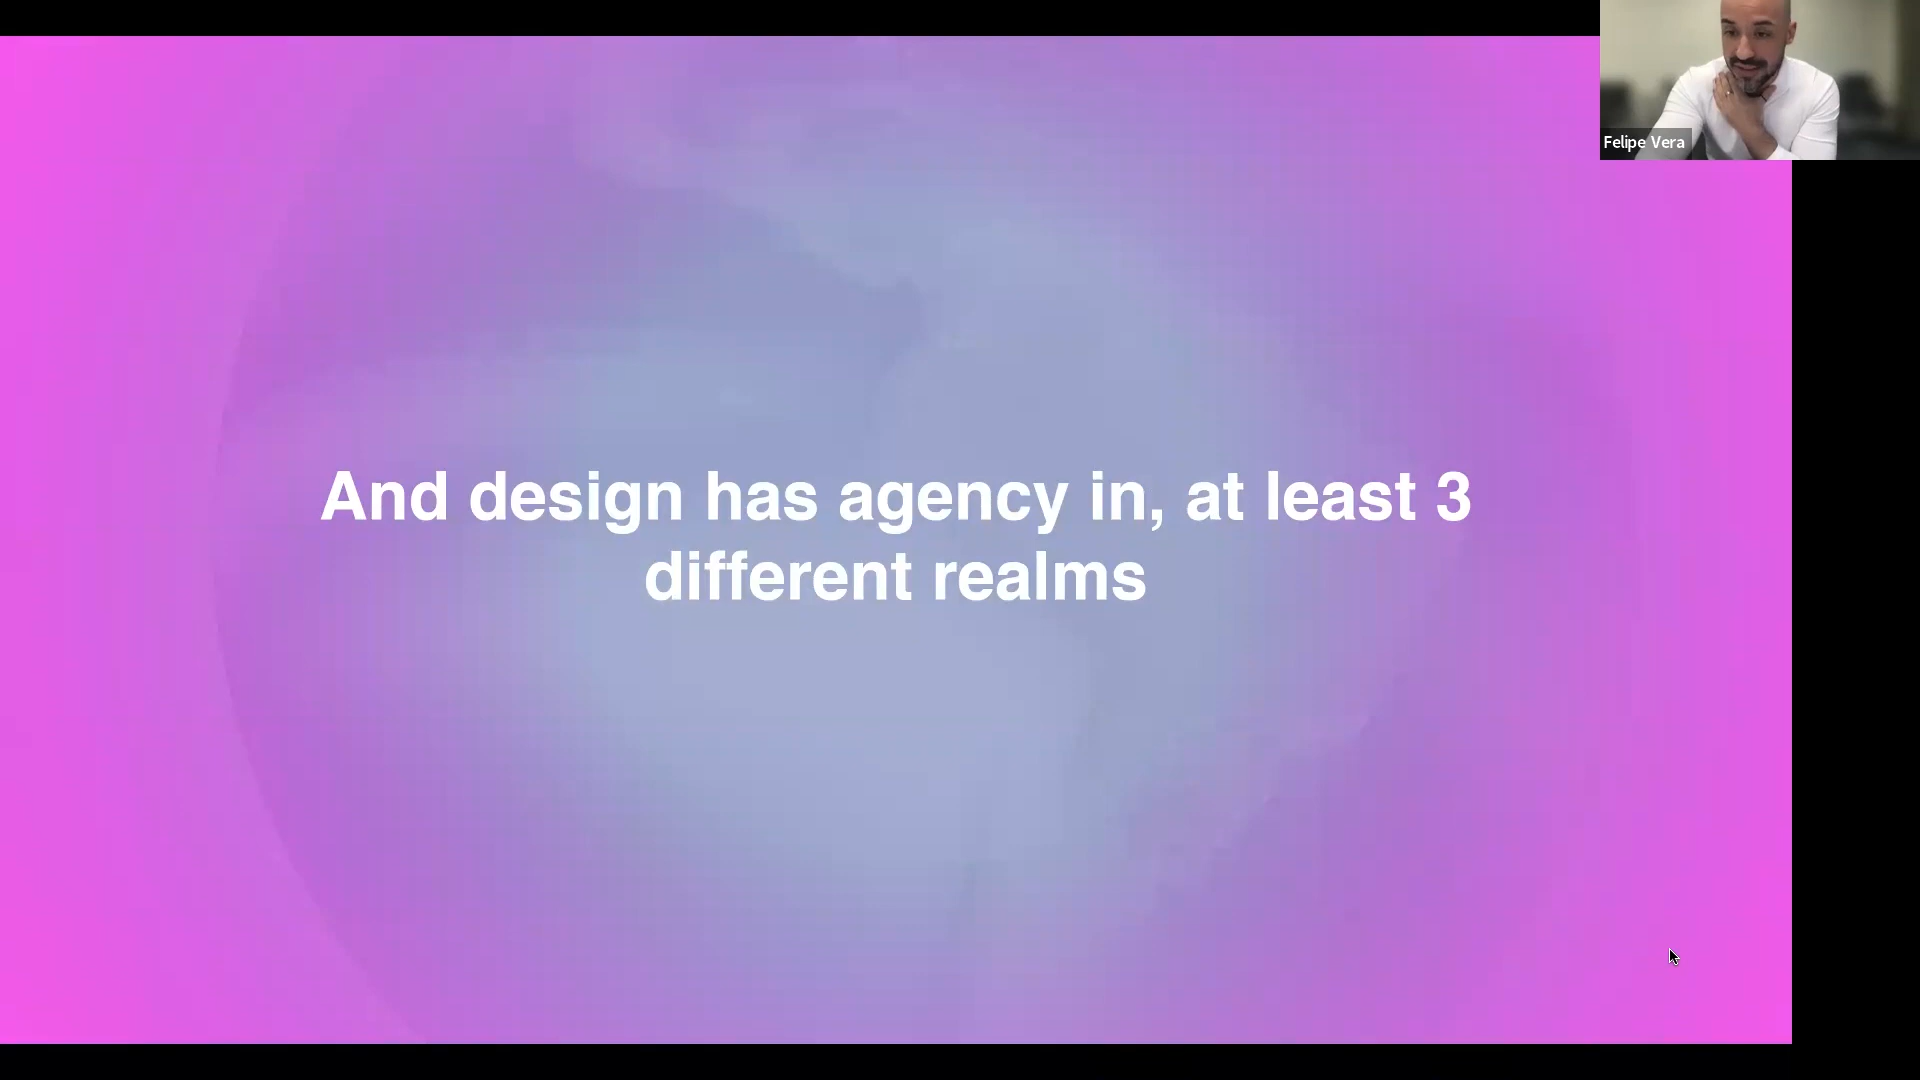 Felipe Vera
And design has agency in, at least 3
different realms